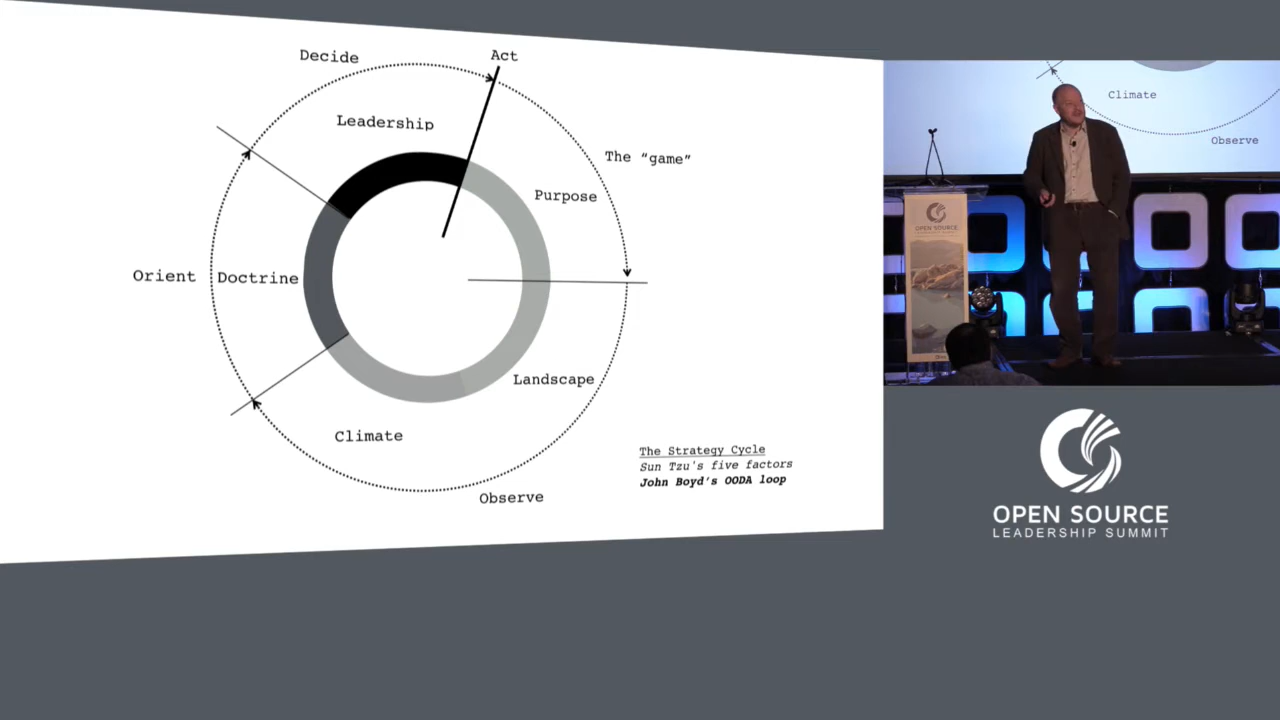 Decide
Act
Leadership
The “game”
Purpose
Orient
Doctrine
Landscape
Climate
Observe
The Strategy Cycle
Sun Tzu's five factors
John Boyd's OODA loop
Climate
Observe
OPEN SOURCE
OPEN SOURCE
LEADERSHIP SUMMIT